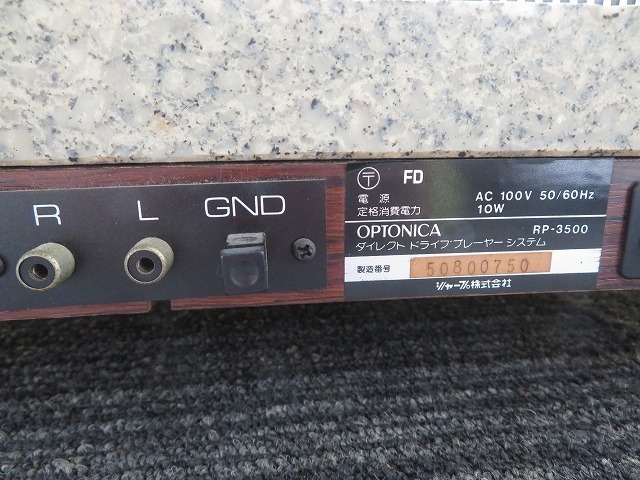 R L GND
〒 FD
電源 AC 100V 50/60Hz
定格消費電力 10W
OPTONICA RP-3500
ダイレクト ドライブ プレーヤー システム
製造番号 50800750
シャープ株式会社